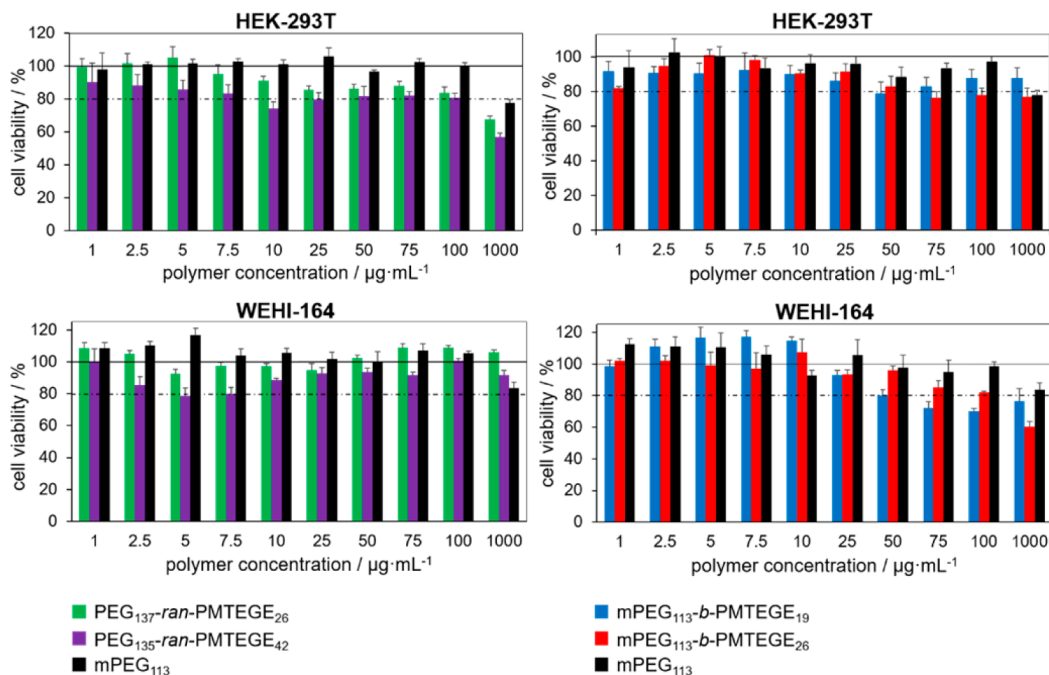 HEK-293T
cell viability / %
120
100
80
60
40
20
0
1 2.5 5 7.5 10 25 50 75 100 1000
polymer concentration / µg·mL⁻¹
HEK-293T
cell viability / %
100
80
60
40
20
0
1 2.5 5 7.5 10 25 50 75 100 1000
polymer concentration / µg·mL⁻¹
WEHI-164
cell viability / %
120
100
80
60
40
20
0
1 2.5 5 7.5 10 25 50 75 100 1000
polymer concentration / µg·mL⁻¹
WEHI-164
cell viability / %
120
100
80
60
40
20
0
1 2.5 5 7.5 10 25 50 75 100 1000
polymer concentration / µg·mL⁻¹
PEG₁₃₇-ran-PMTEGE₂₆
PEG₁₃₅-ran-PMTEGE₄₂
mPEG₁₁₃
mPEG₁₁₃-b-PMTEGE₁₉
mPEG₁₁₃-b-PMTEGE₂₆
mPEG₁₁₃